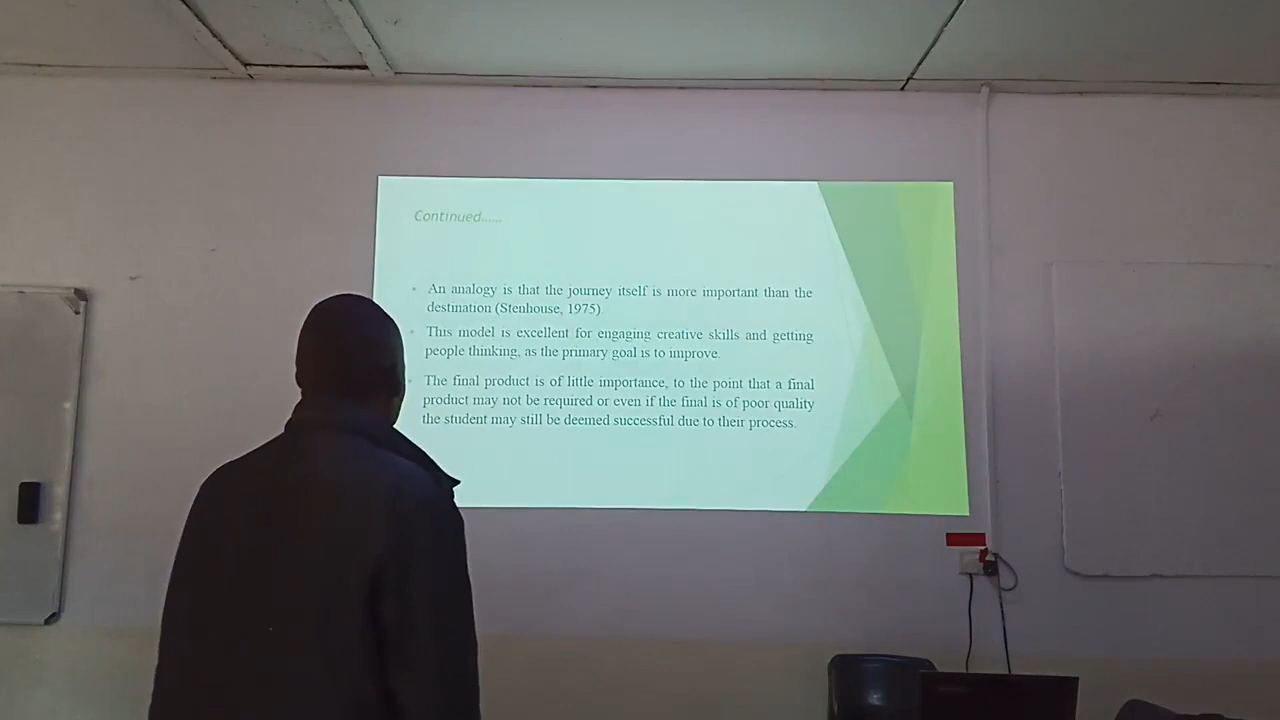 Continued......
• An analogy is that the journey itself is more important than the
destination (Stenhouse, 1975).
• This model is excellent for engaging creative skills and getting
people thinking, as the primary goal is to improve.
• The final product is of little importance, to the point that a final
product may not be required or even if the final is of poor quality
the student may still be deemed successful due to their process.